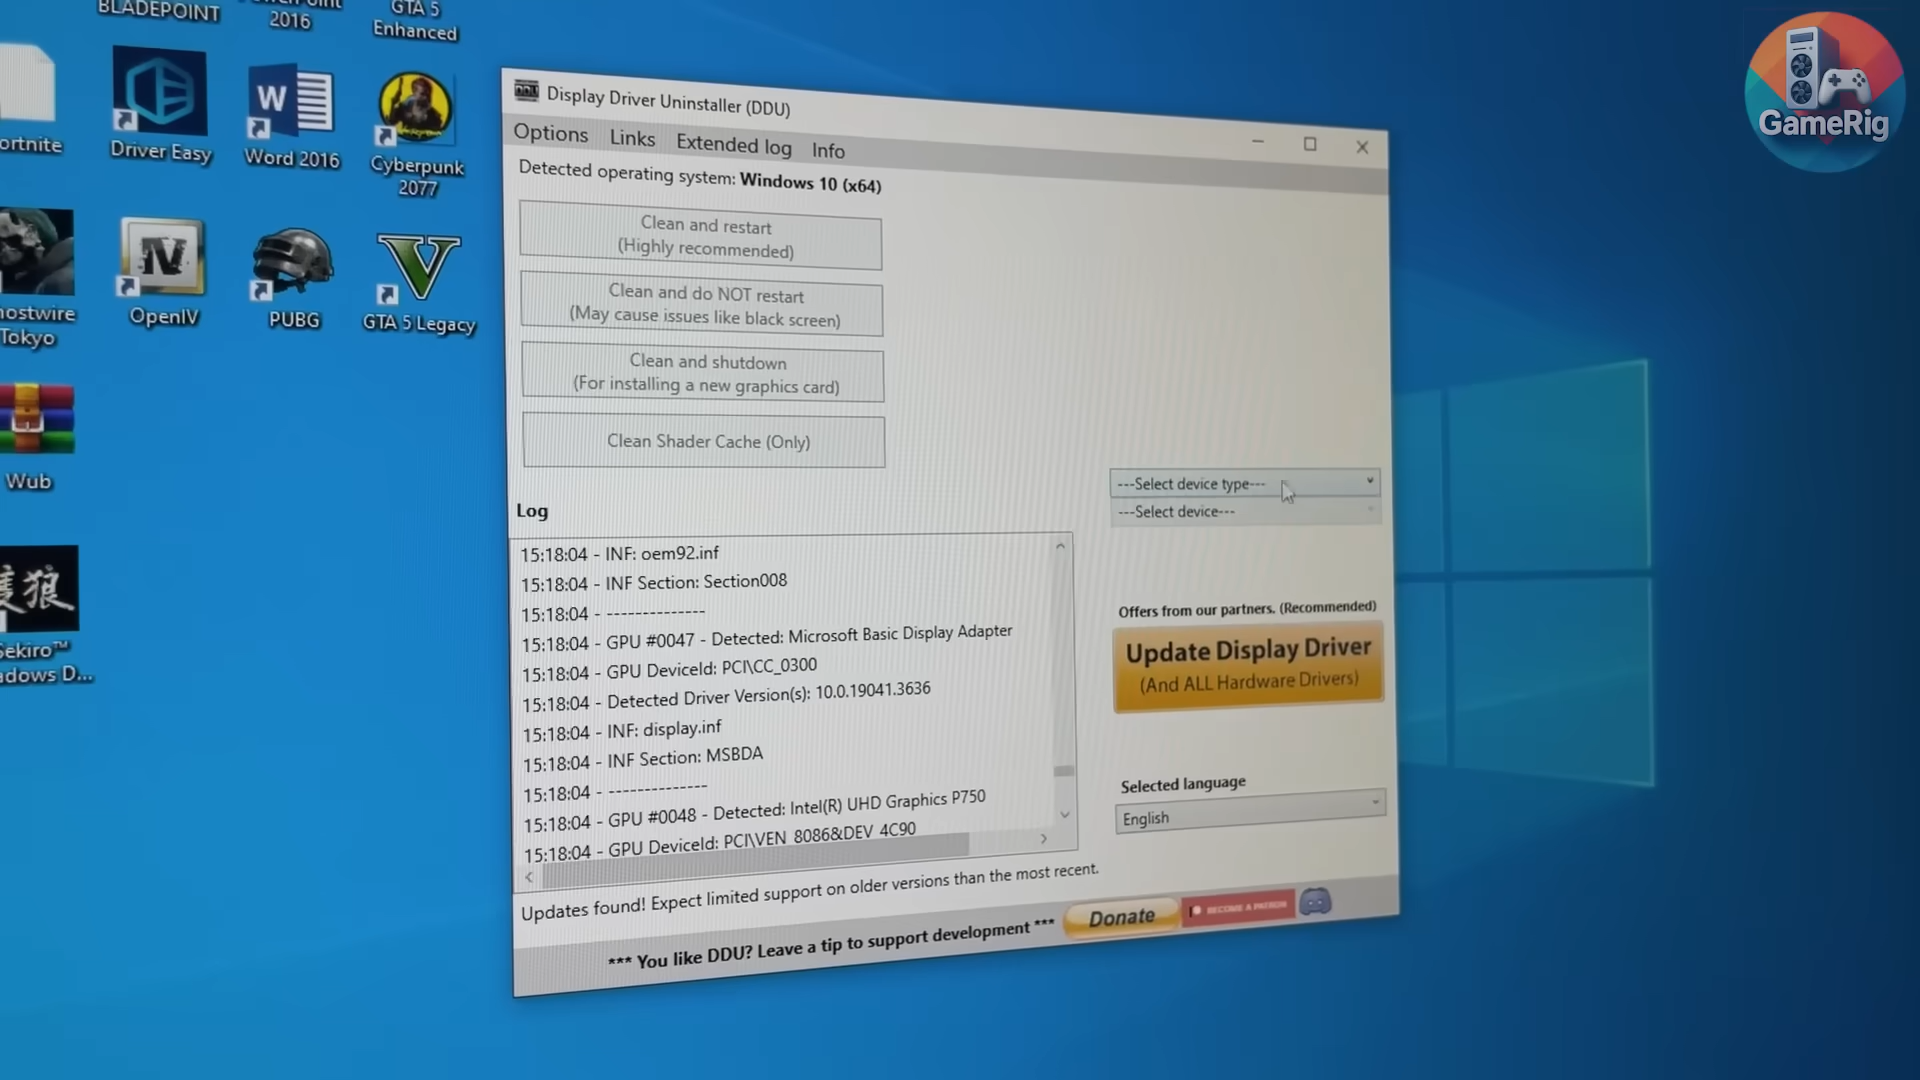 BLADEPOINT
2016
GTA 5
Enhanced
ortnite
Driver Easy
W
Word 2016
Cyberpunk
2077
ostwire
Tokyo
OpenIV
PUBG
GTA 5 Legacy
Wub
隻狼
Sekiro™
adows D...
GameRig
DDU
Display Driver Uninstaller (DDU)
Options Links Extended log Info
Detected operating system: Windows 10 (x64)
Clean and restart
(Highly recommended)
Clean and do NOT restart
(May cause issues like black screen)
Clean and shutdown
(For installing a new graphics card)
Clean Shader Cache (Only)
---Select device type---
---Select device---
Log
15:18:04 - INF: oem92.inf
15:18:04 - INF Section: Section008
15:18:04 - --------------
15:18:04 - GPU #0047 - Detected: Microsoft Basic Display Adapter
15:18:04 - GPU DeviceId: PCI\CC_0300
15:18:04 - Detected Driver Version(s): 10.0.19041.3636
15:18:04 - INF: display.inf
15:18:04 - INF Section: MSBDA
15:18:04 - --------------
15:18:04 - GPU #0048 - Detected: Intel(R) UHD Graphics P750
15:18:04 - GPU DeviceId: PCI\VEN_8086&DEV_4C90
Offers from our partners. (Recommended)
Update Display Driver
(And ALL Hardware Drivers)
Selected language
English
Updates found! Expect limited support on older versions than the most recent.
*** You like DDU? Leave a tip to support development ***
Donate
BECOME A PATRON